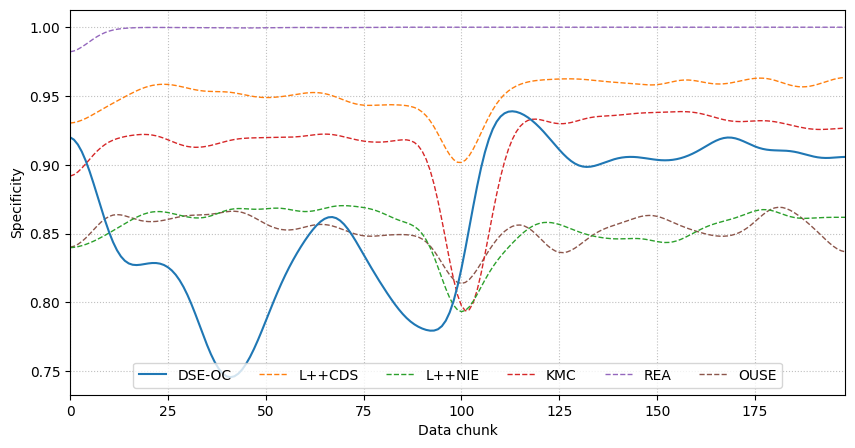 1.00
0.95
0.90
0.85
0.80
0.75
Specificity
DSE-OC L++CDS L++NIE KMC REA OUSE
0 25 50 75 100 125 150 175
Data chunk